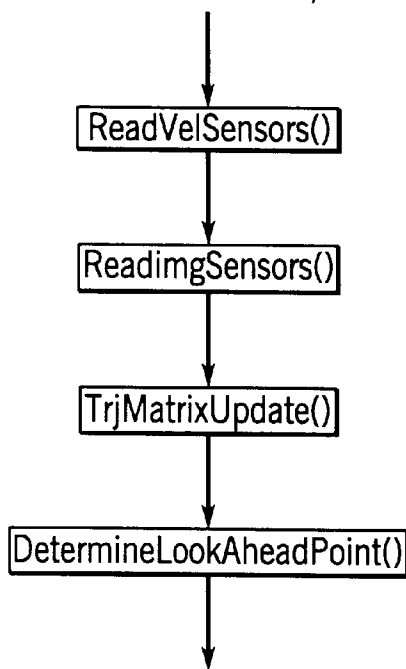 ReadVelSensors()
ReadimgSensors()
TrjMatrixUpdate()
DetermineLookAheadPoint()